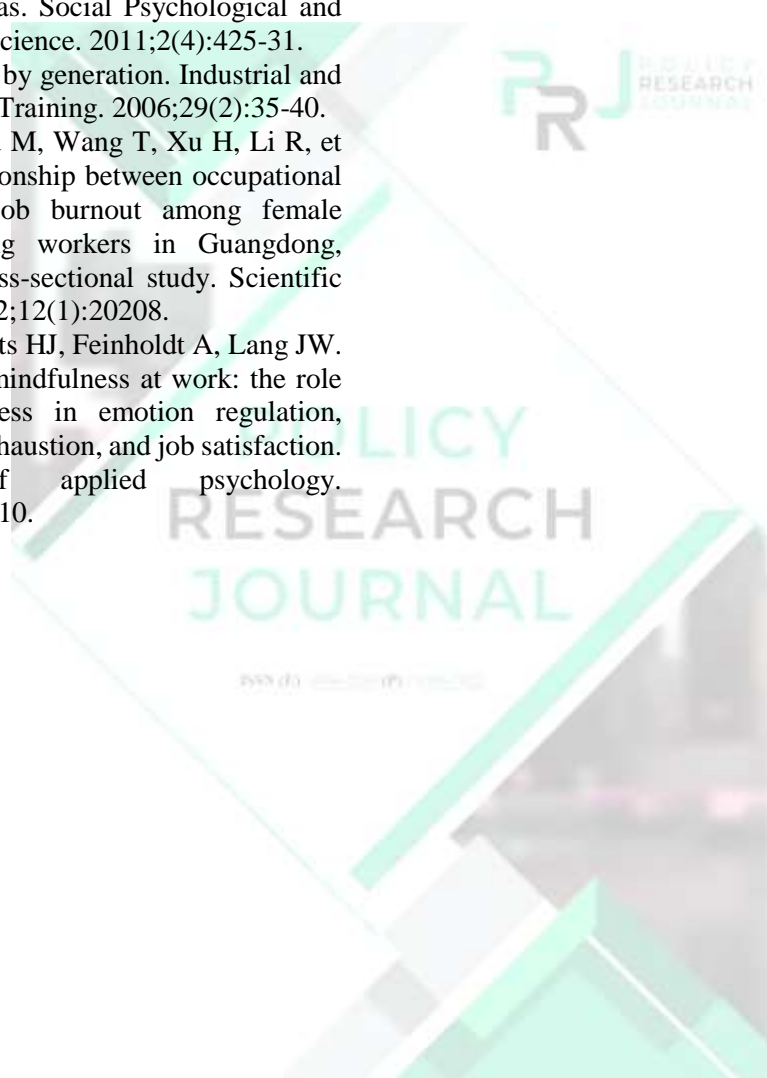 as. Social Psychological and
cience. 2011;2(4):425-31.
by generation. Industrial and
Training. 2006;29(2):35-40.
M, Wang T, Xu H, Li R, et
onship between occupational
ob burnout among female
g workers in Guangdong,
ss-sectional study. Scientific
2;12(1):20208.
ts HJ, Feinholdt A, Lang JW.
mindfulness at work: the role
ess in emotion regulation,
haustion, and job satisfaction.
f applied psychology.
10.
PRJ
POLICY
RESEARCH
JOURNAL
POLICY
RESEARCH
JOURNAL